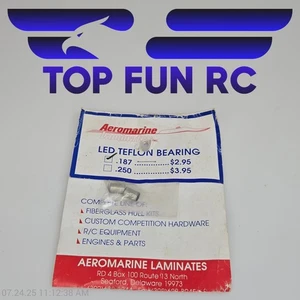 TOP FUN RC
Aeromarine
LED TEFLON BEARING
.187 ............ $2.95
.250 ............ $3.95
FIBERGLASS HULL
CUSTOM COMPETITION HARDWARE
R/C EQUIPMENT
ENGINES & PARTS
AEROMARINE LAMINATES
RD 4 Box 100 Route 13 North
Seaford, Delaware 19973
07.24.25 11:12:36 AM